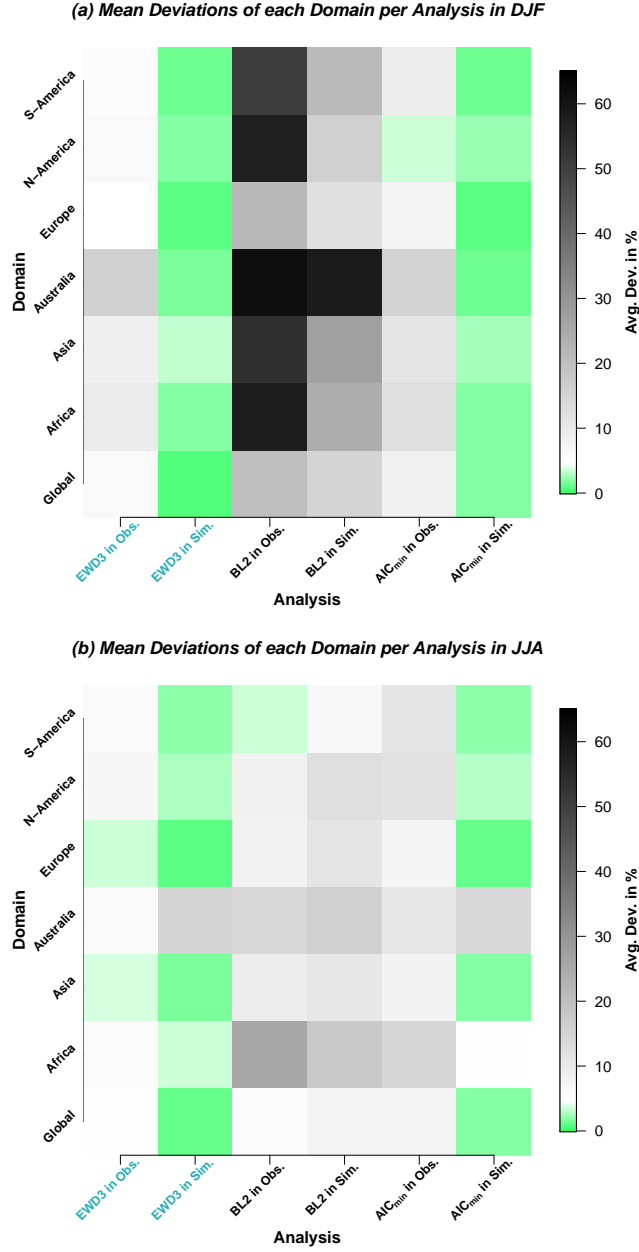 (a) Mean Deviations of each Domain per Analysis in DJF
S−America
N−America
Europe
Australia
Asia
Africa
Global
Domain
EWD3 in Obs.
EWD3 in Sim.
BL2 in Obs.
BL2 in Sim.
AICmin in Obs.
AICmin in Sim.
Analysis
60
50
40
30
20
10
0
Avg. Dev. in %
(b) Mean Deviations of each Domain per Analysis in JJA
S−America
N−America
Europe
Australia
Asia
Africa
Global
Domain
EWD3 in Obs.
EWD3 in Sim.
BL2 in Obs.
BL2 in Sim.
AICmin in Obs.
AICmin in Sim.
Analysis
60
50
40
30
20
10
0
Avg. Dev. in %